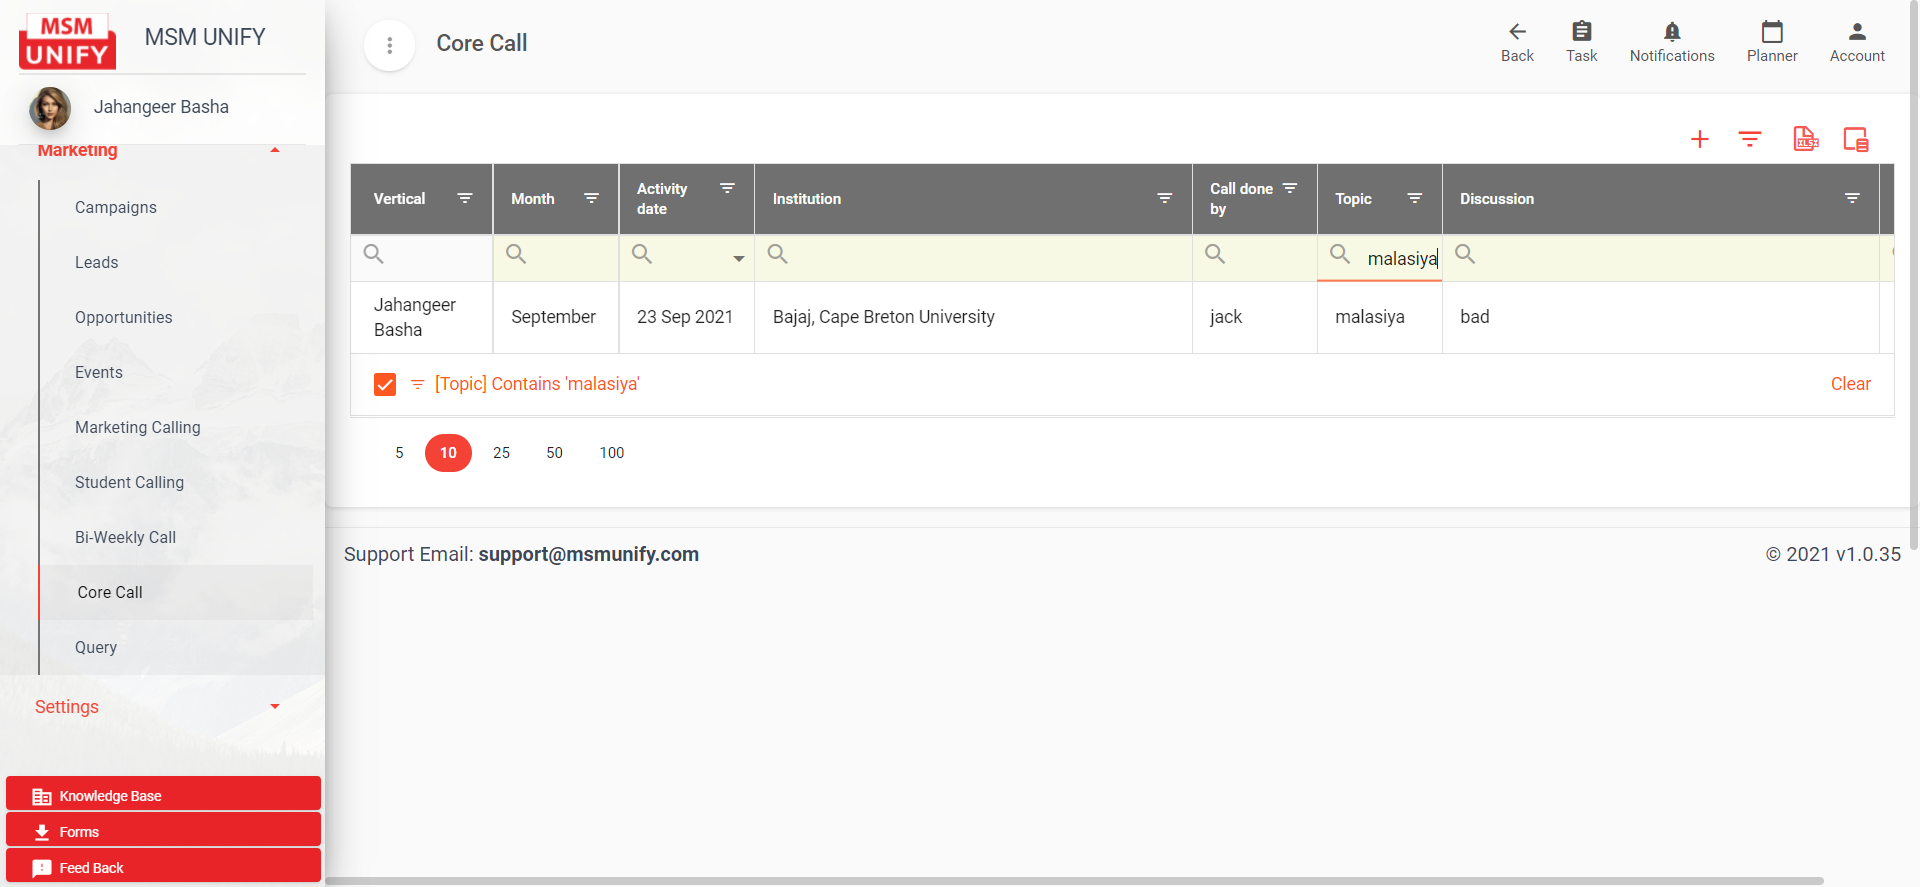 MSM
UNIFY
MSM UNIFY
Jahangeer Basha
Marketing
Campaigns
Leads
Opportunities
Events
Marketing Calling
Student Calling
Bi-Weekly Call
Core Call
Query
Settings
Knowledge Base
Forms
Feed Back
Core Call
Back
Task
Notifications
Planner
Account
XLSX
Vertical
Month
Activity
date
Institution
Call done
by
Topic
Discussion
malasiya
Jahangeer
Basha
September
23 Sep 2021
Bajaj, Cape Breton University
jack
malasiya
bad
[Topic] Contains 'malasiya'
Clear
5 10 25 50 100
Support Email: support@msmunify.com
© 2021 v1.0.35